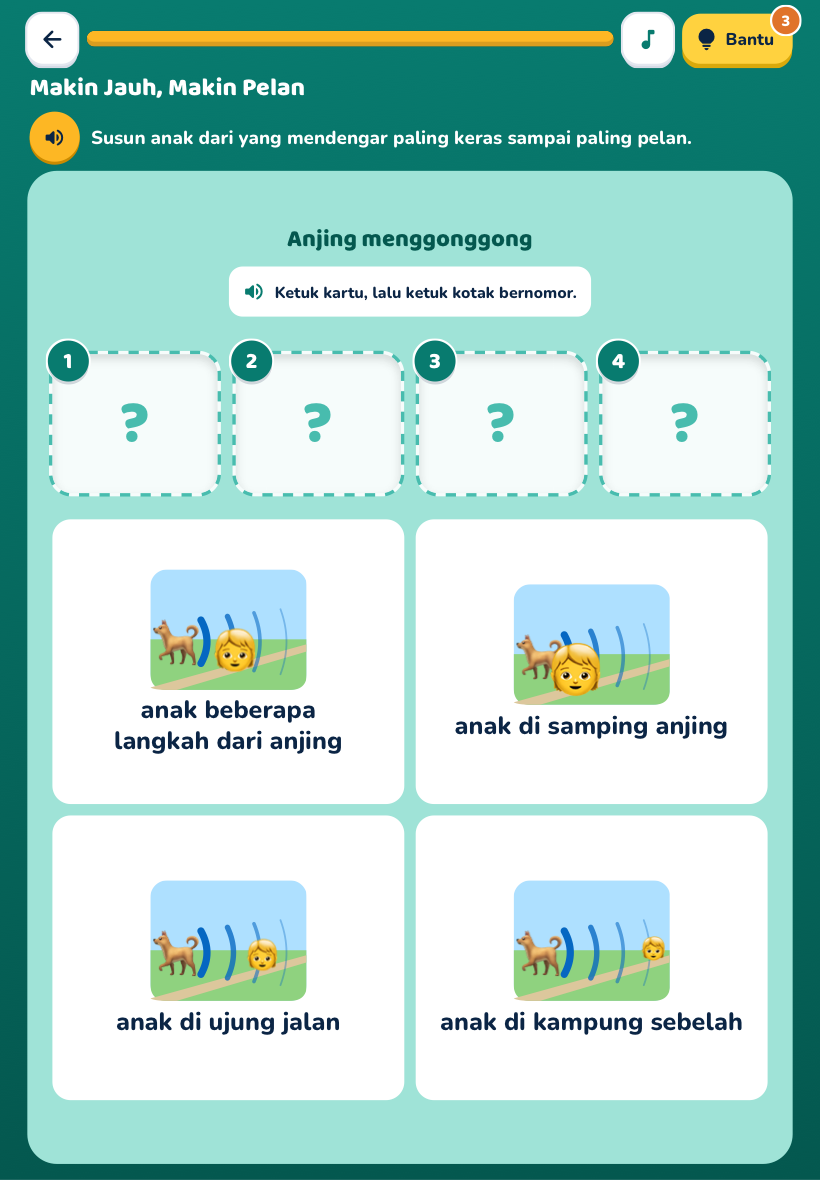 3
Bantu
Makin Jauh, Makin Pelan
Susun anak dari yang mendengar paling keras sampai paling pelan.
Anjing menggonggong
Ketuk kartu, lalu ketuk kotak bernomor.
1
2
3
4
?
?
?
?
anak beberapa
langkah dari anjing
anak di samping anjing
anak di ujung jalan
anak di kampung sebelah